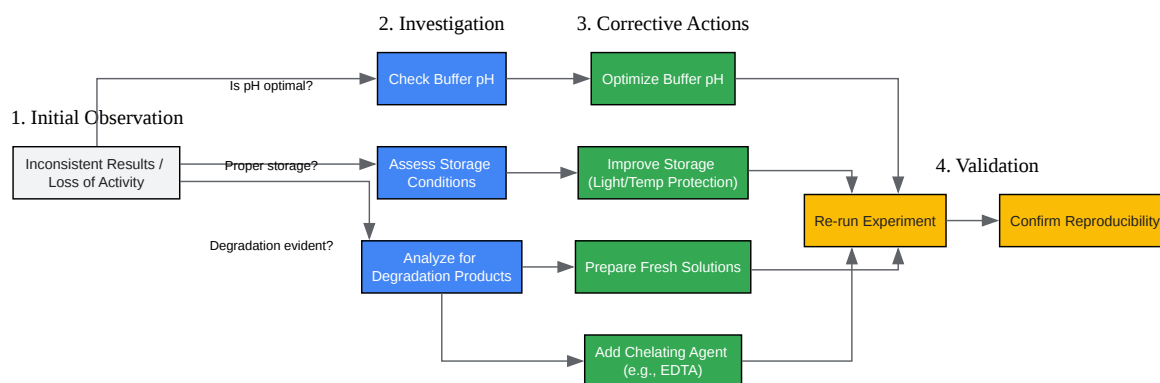 2. Investigation
3. Corrective Actions
Is pH optimal?
Check Buffer pH
Optimize Buffer pH
1. Initial Observation
Inconsistent Results /
Loss of Activity
Proper storage?
Assess Storage
Conditions
Improve Storage
(Light/Temp Protection)
4. Validation
Re-run Experiment
Confirm Reproducibility
Degradation evident?
Analyze for
Degradation Products
Prepare Fresh Solutions
Add Chelating Agent
(e.g., EDTA)